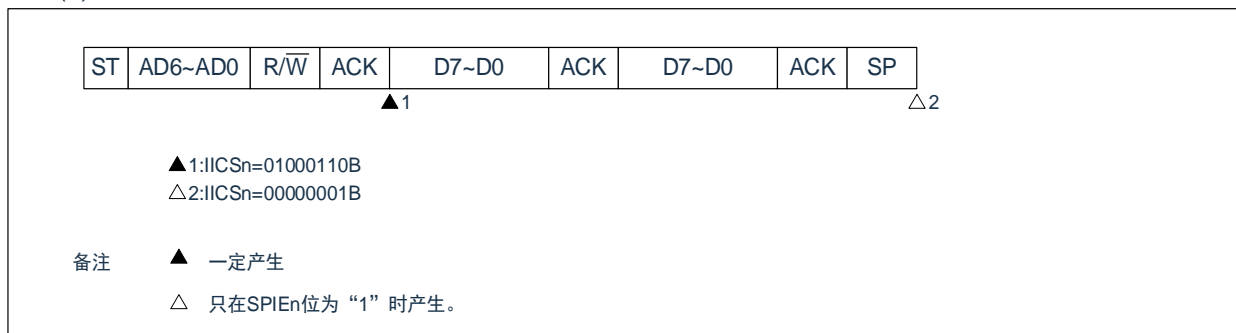 ST AD6~AD0 R/W̅ ACK D7~D0 ACK D7~D0 ACK SP
▲1 △2
▲1:IICSn=01000110B
△2:IICSn=00000001B
备注 ▲ 一定产生
△ 只在SPIEn位为“1”时产生。